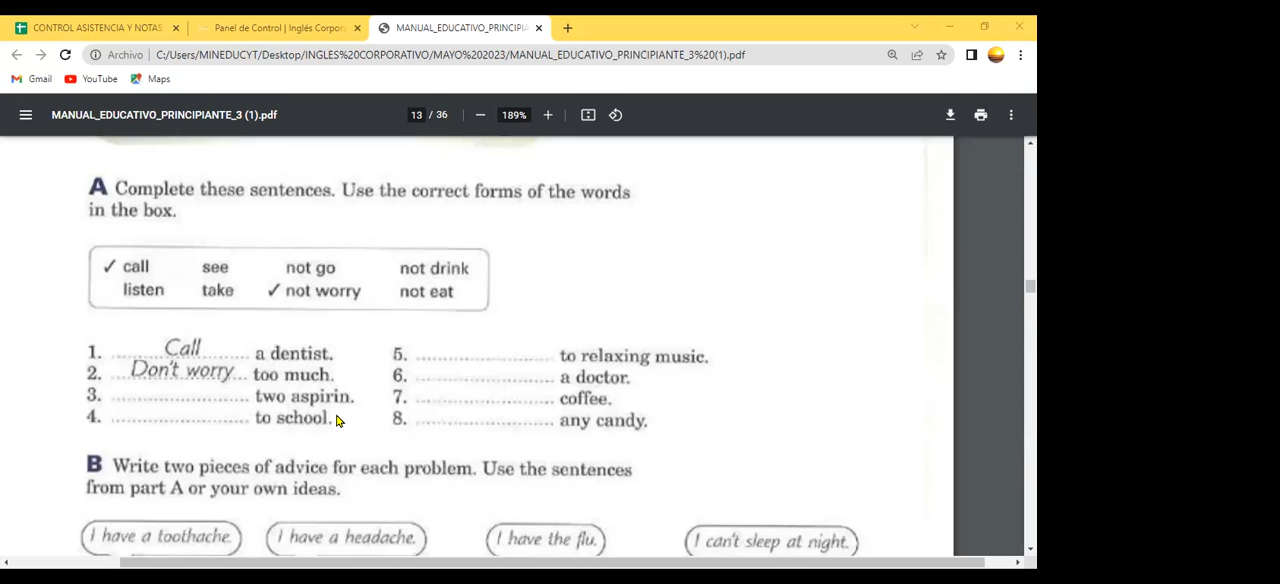 CONTROL ASISTENCIA Y NOTAS
Panel de Control | Inglés Corpora
MANUAL_EDUCATIVO_PRINCIPIA
Archivo C:/Users/MINEDUCYT/Desktop/INGLES%20CORPORATIVO/MAYO%202023/MANUAL_EDUCATIVO_PRINCIPIANTE_3%20(1).pdf
Gmail YouTube Maps
MANUAL_EDUCATIVO_PRINCIPIANTE_3 (1).pdf 13 / 36 189%
A Complete these sentences. Use the correct forms of the words
in the box.
✓ call see not go not drink
listen take ✓ not worry not eat
1. Call a dentist. 5. to relaxing music.
2. Don't worry too much. 6. a doctor.
3. two aspirin. 7. coffee.
4. to school. 8. any candy.
B Write two pieces of advice for each problem. Use the sentences
from part A or your own ideas.
I have a toothache. I have a headache. I have the flu. I can't sleep at night.